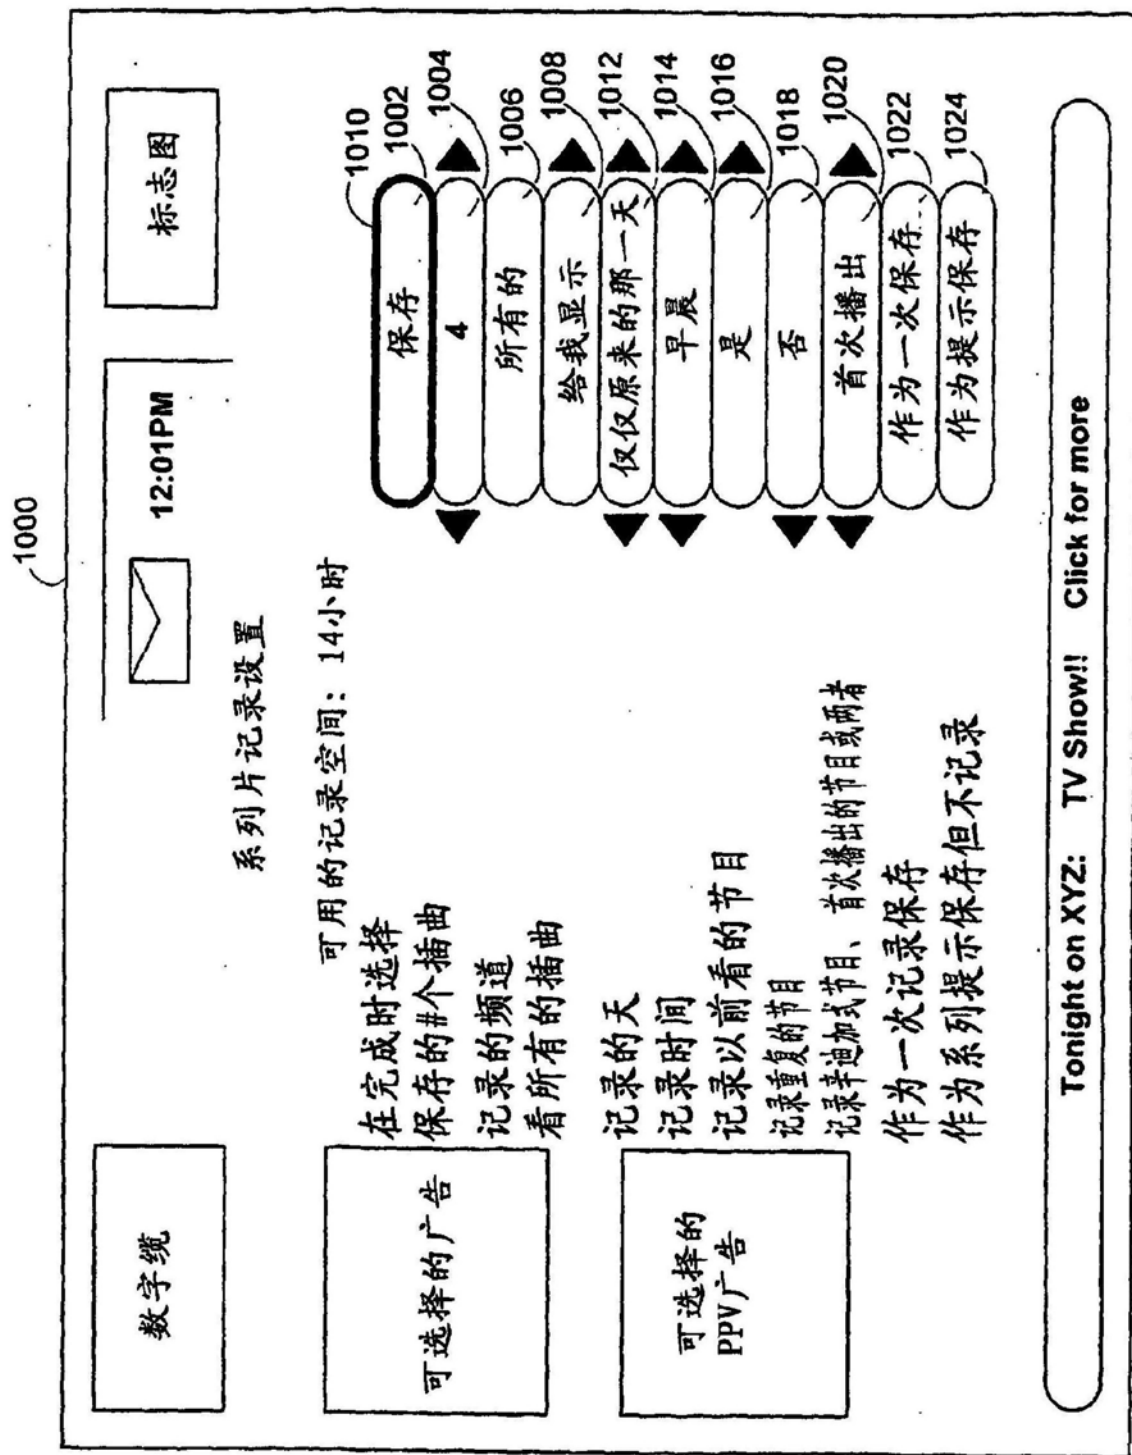 1000
数字缆
12:01PM
标志图
系列片记录设置
可用的记录空间: 14小时
可选择的广告
可选择的
PPV广告
在完成时选择
保存
1010
1002
保存的#个插曲
4
1004
记录的频道
所有的
1006
看所有的插曲
给我显示
1008
记录的天
仅仅原来的那一天
1012
记录时间
早晨
1014
记录以前看的节目
是
1016
记录重复的节目
否
1018
记录辛迪加式节目、首次播出的节目或两者
首次播出
1020
作为一次记录保存
作为一次保存
1022
作为系列提示保存但不记录
作为提示保存
1024
Tonight on XYZ: TV Show!! Click for more